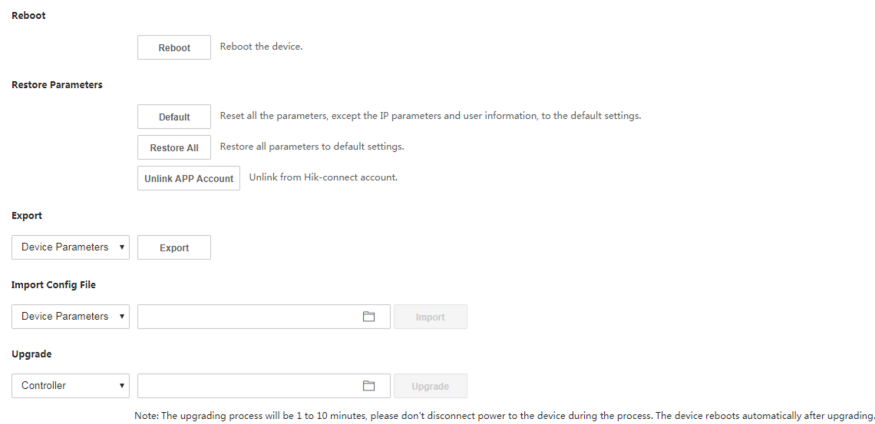 Reboot
Reboot Reboot the device.
Restore Parameters
Default Reset all the parameters, except the IP parameters and user information, to the default settings.
Restore All Restore all parameters to default settings.
Unlink APP Account Unlink from Hik-connect account.
Export
Device Parameters Export
Import Config File
Device Parameters Import
Upgrade
Controller Upgrade
Note: The upgrading process will be 1 to 10 minutes, please don't disconnect power to the device during the process. The device reboots automatically after upgrading.